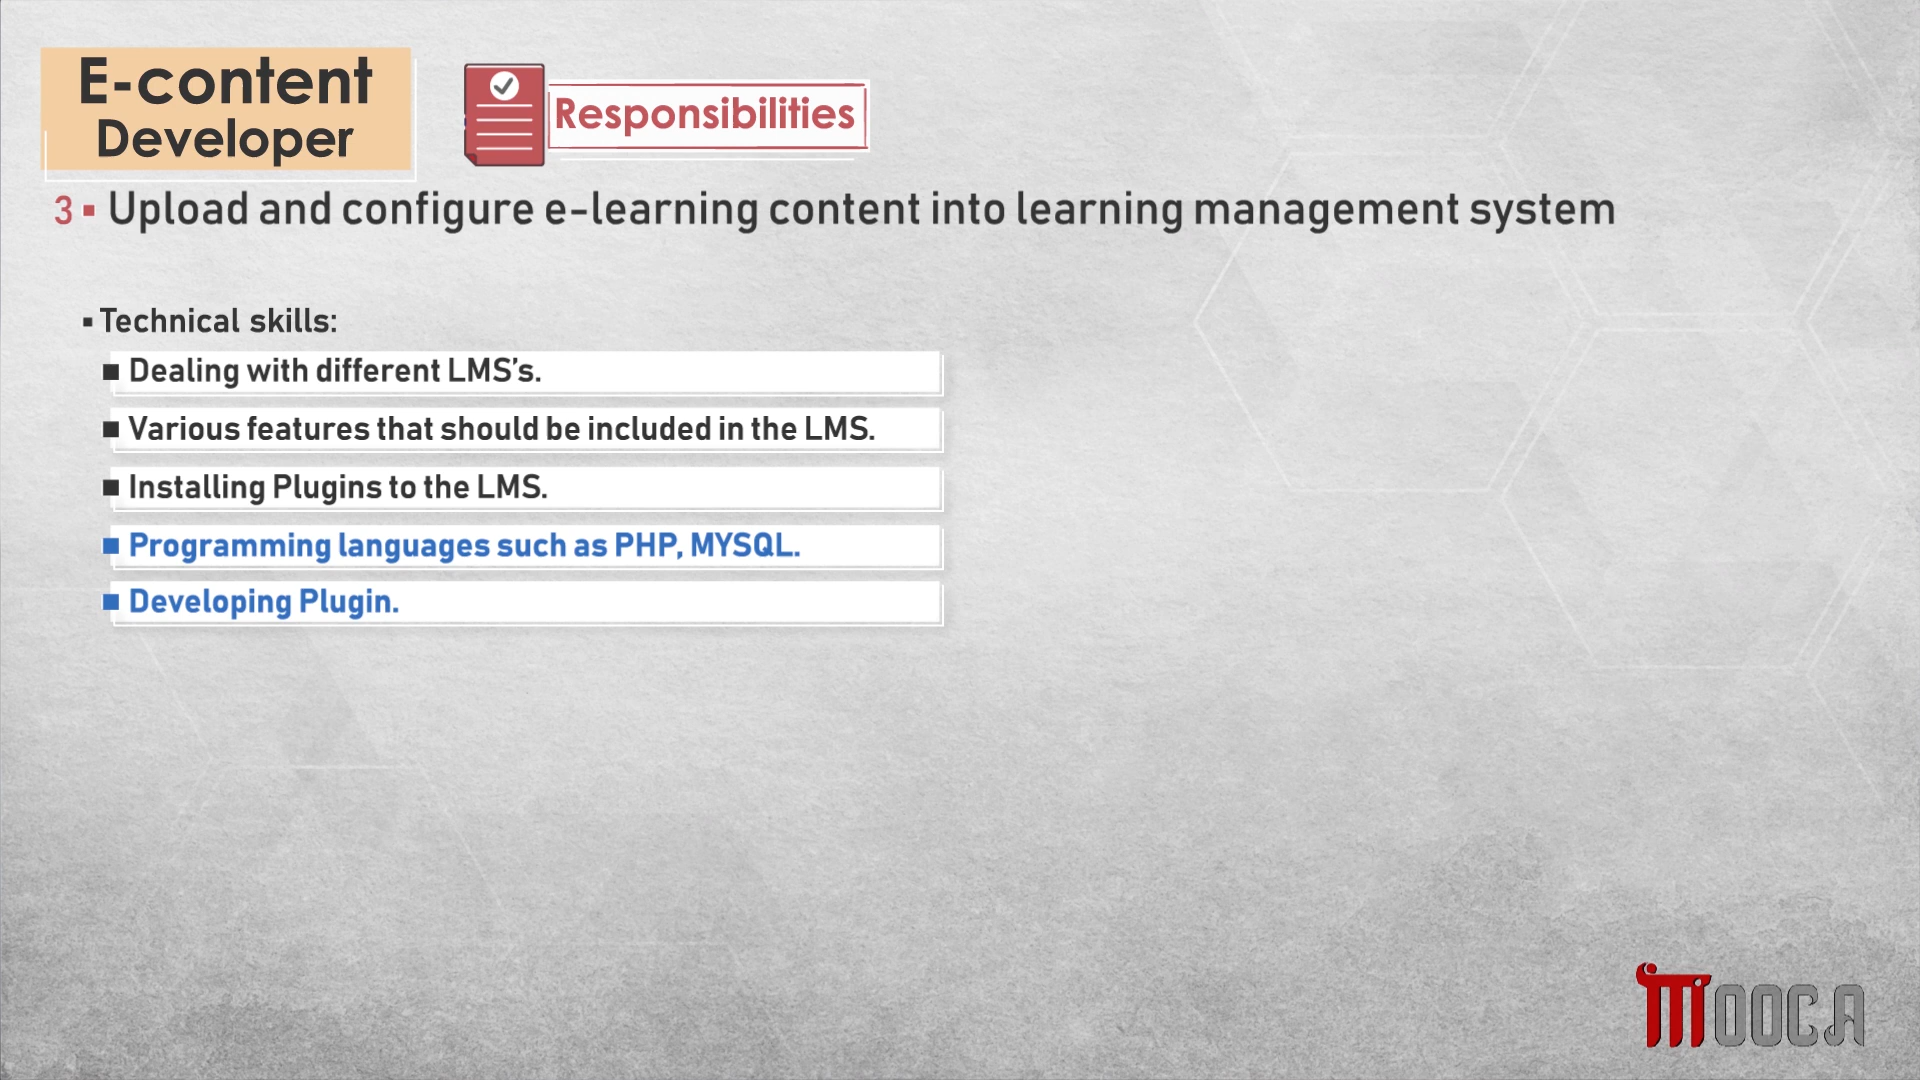 E-content
Developer
Responsibilities
3 ▪ Upload and configure e-learning content into learning management system
▪ Technical skills:
■ Dealing with different LMS’s.
■ Various features that should be included in the LMS.
■ Installing Plugins to the LMS.
■ Programming languages such as PHP, MYSQL.
■ Developing Plugin.
MOOCA